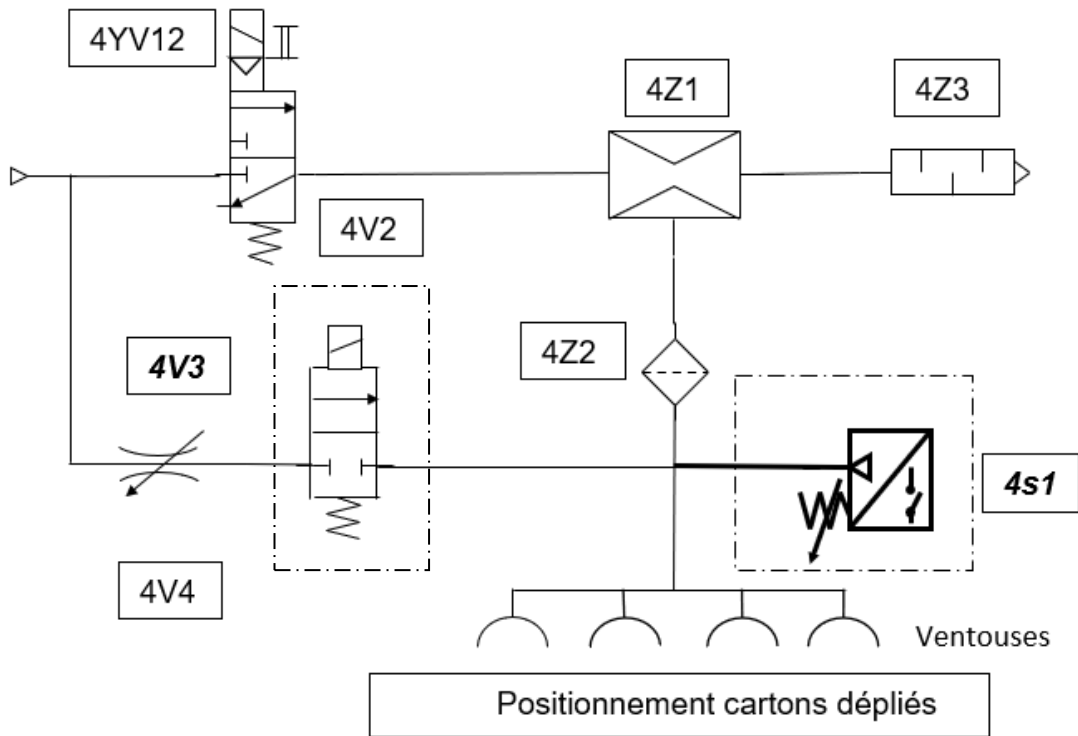 4YV12
4Z1
4Z3
4V2
4V3
4Z2
4s1
4V4
Ventouses
Positionnement cartons dépliés